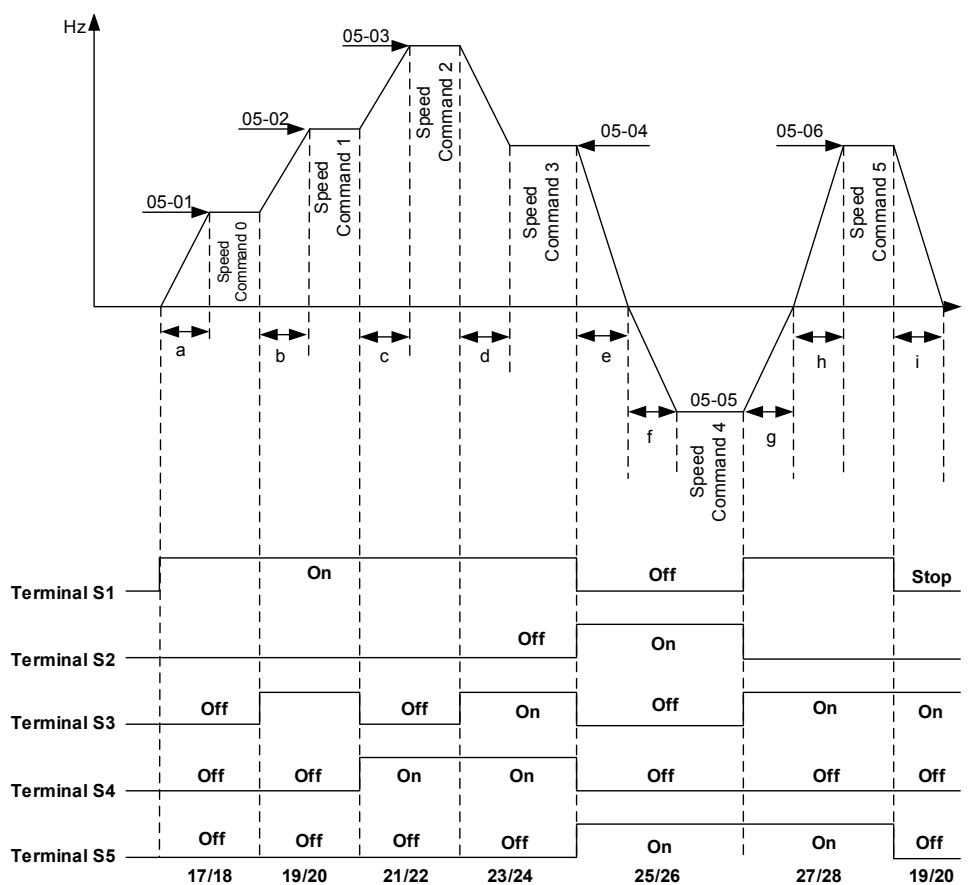 Hz
05-03
05-02
05-04
05-06
05-01
Speed
Command 0
Speed
Command 1
Speed
Command 2
Speed
Command 3
Speed
Command 5
a
b
c
d
e
h
i
05-05
f
g
Speed
Command 4
Terminal S1
On
Off
Stop
Terminal S2
Off
On
Terminal S3
Off
Off
On
Off
On
On
Terminal S4
Off
Off
On
On
Off
Off
Off
Terminal S5
Off
Off
Off
Off
On
On
Off
17/18
19/20
21/22
23/24
25/26
27/28
19/20